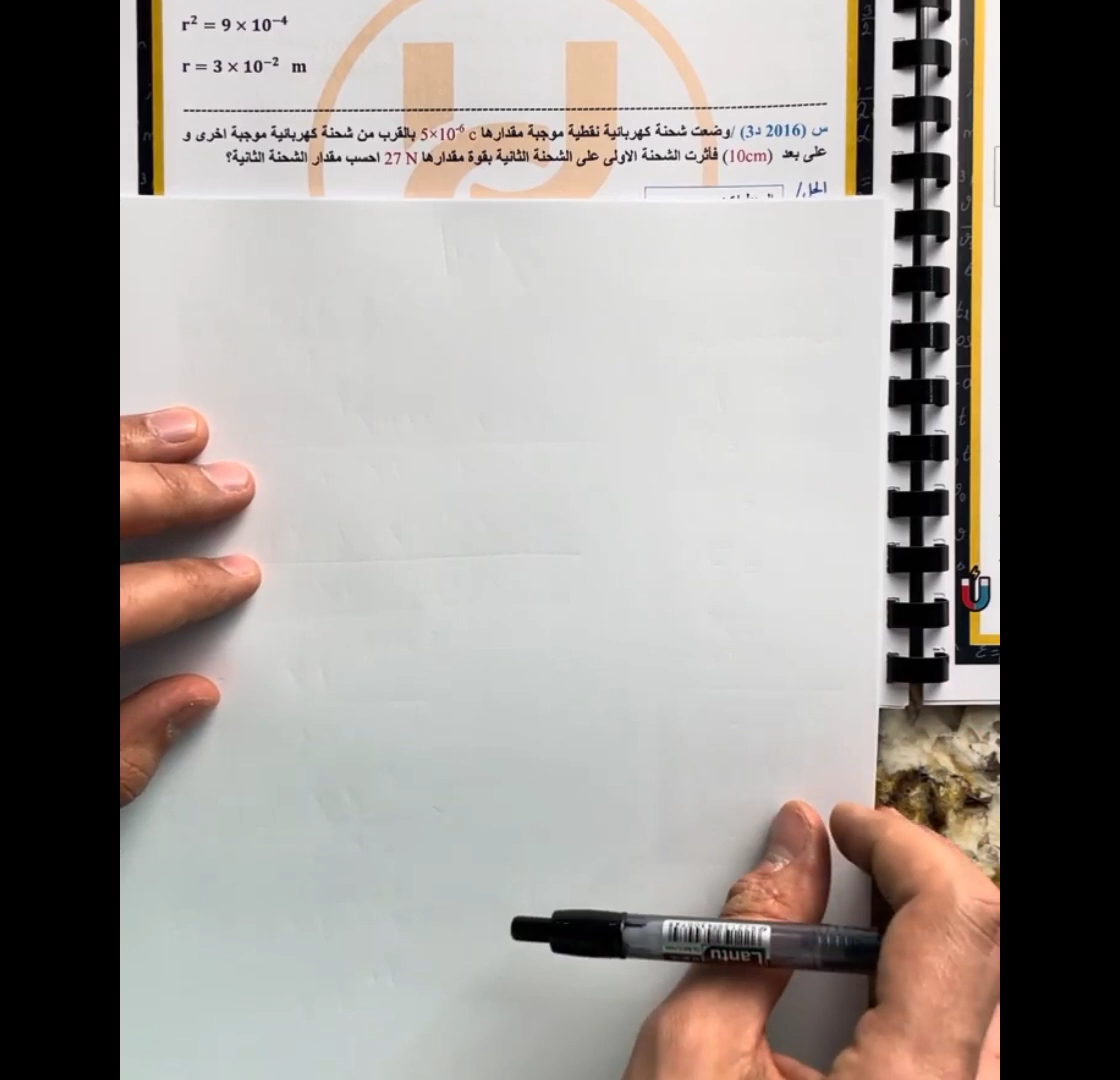 r² = 9 × 10⁻⁴
r = 3 × 10⁻² m
س (2016 د3) /وضعت شحنة كهربائية نقطية موجبة مقدارها 5×10⁻⁶ c بالقرب من شحنة كهربائية موجبة اخرى و
على بعد (10cm) فأثرت الشحنة الاولى على الشحنة الثانية بقوة مقدارها 27 N احسب مقدار الشحنة الثانية؟
الحل/
Lantu